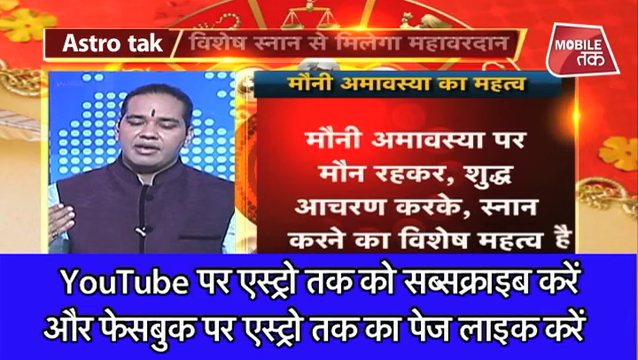 Astro tak
विशेष स्नान से मिलेगा महावरदान
MOBILE
तक
मौनी अमावस्या का महत्व
मौनी अमावस्या पर
मौन रहकर, शुद्ध
आचरण करके, स्नान
करने का विशेष महत्व है
YouTube पर एस्ट्रो तक को सब्सक्राइब करें
और फेसबुक पर एस्ट्रो तक का पेज लाइक करें